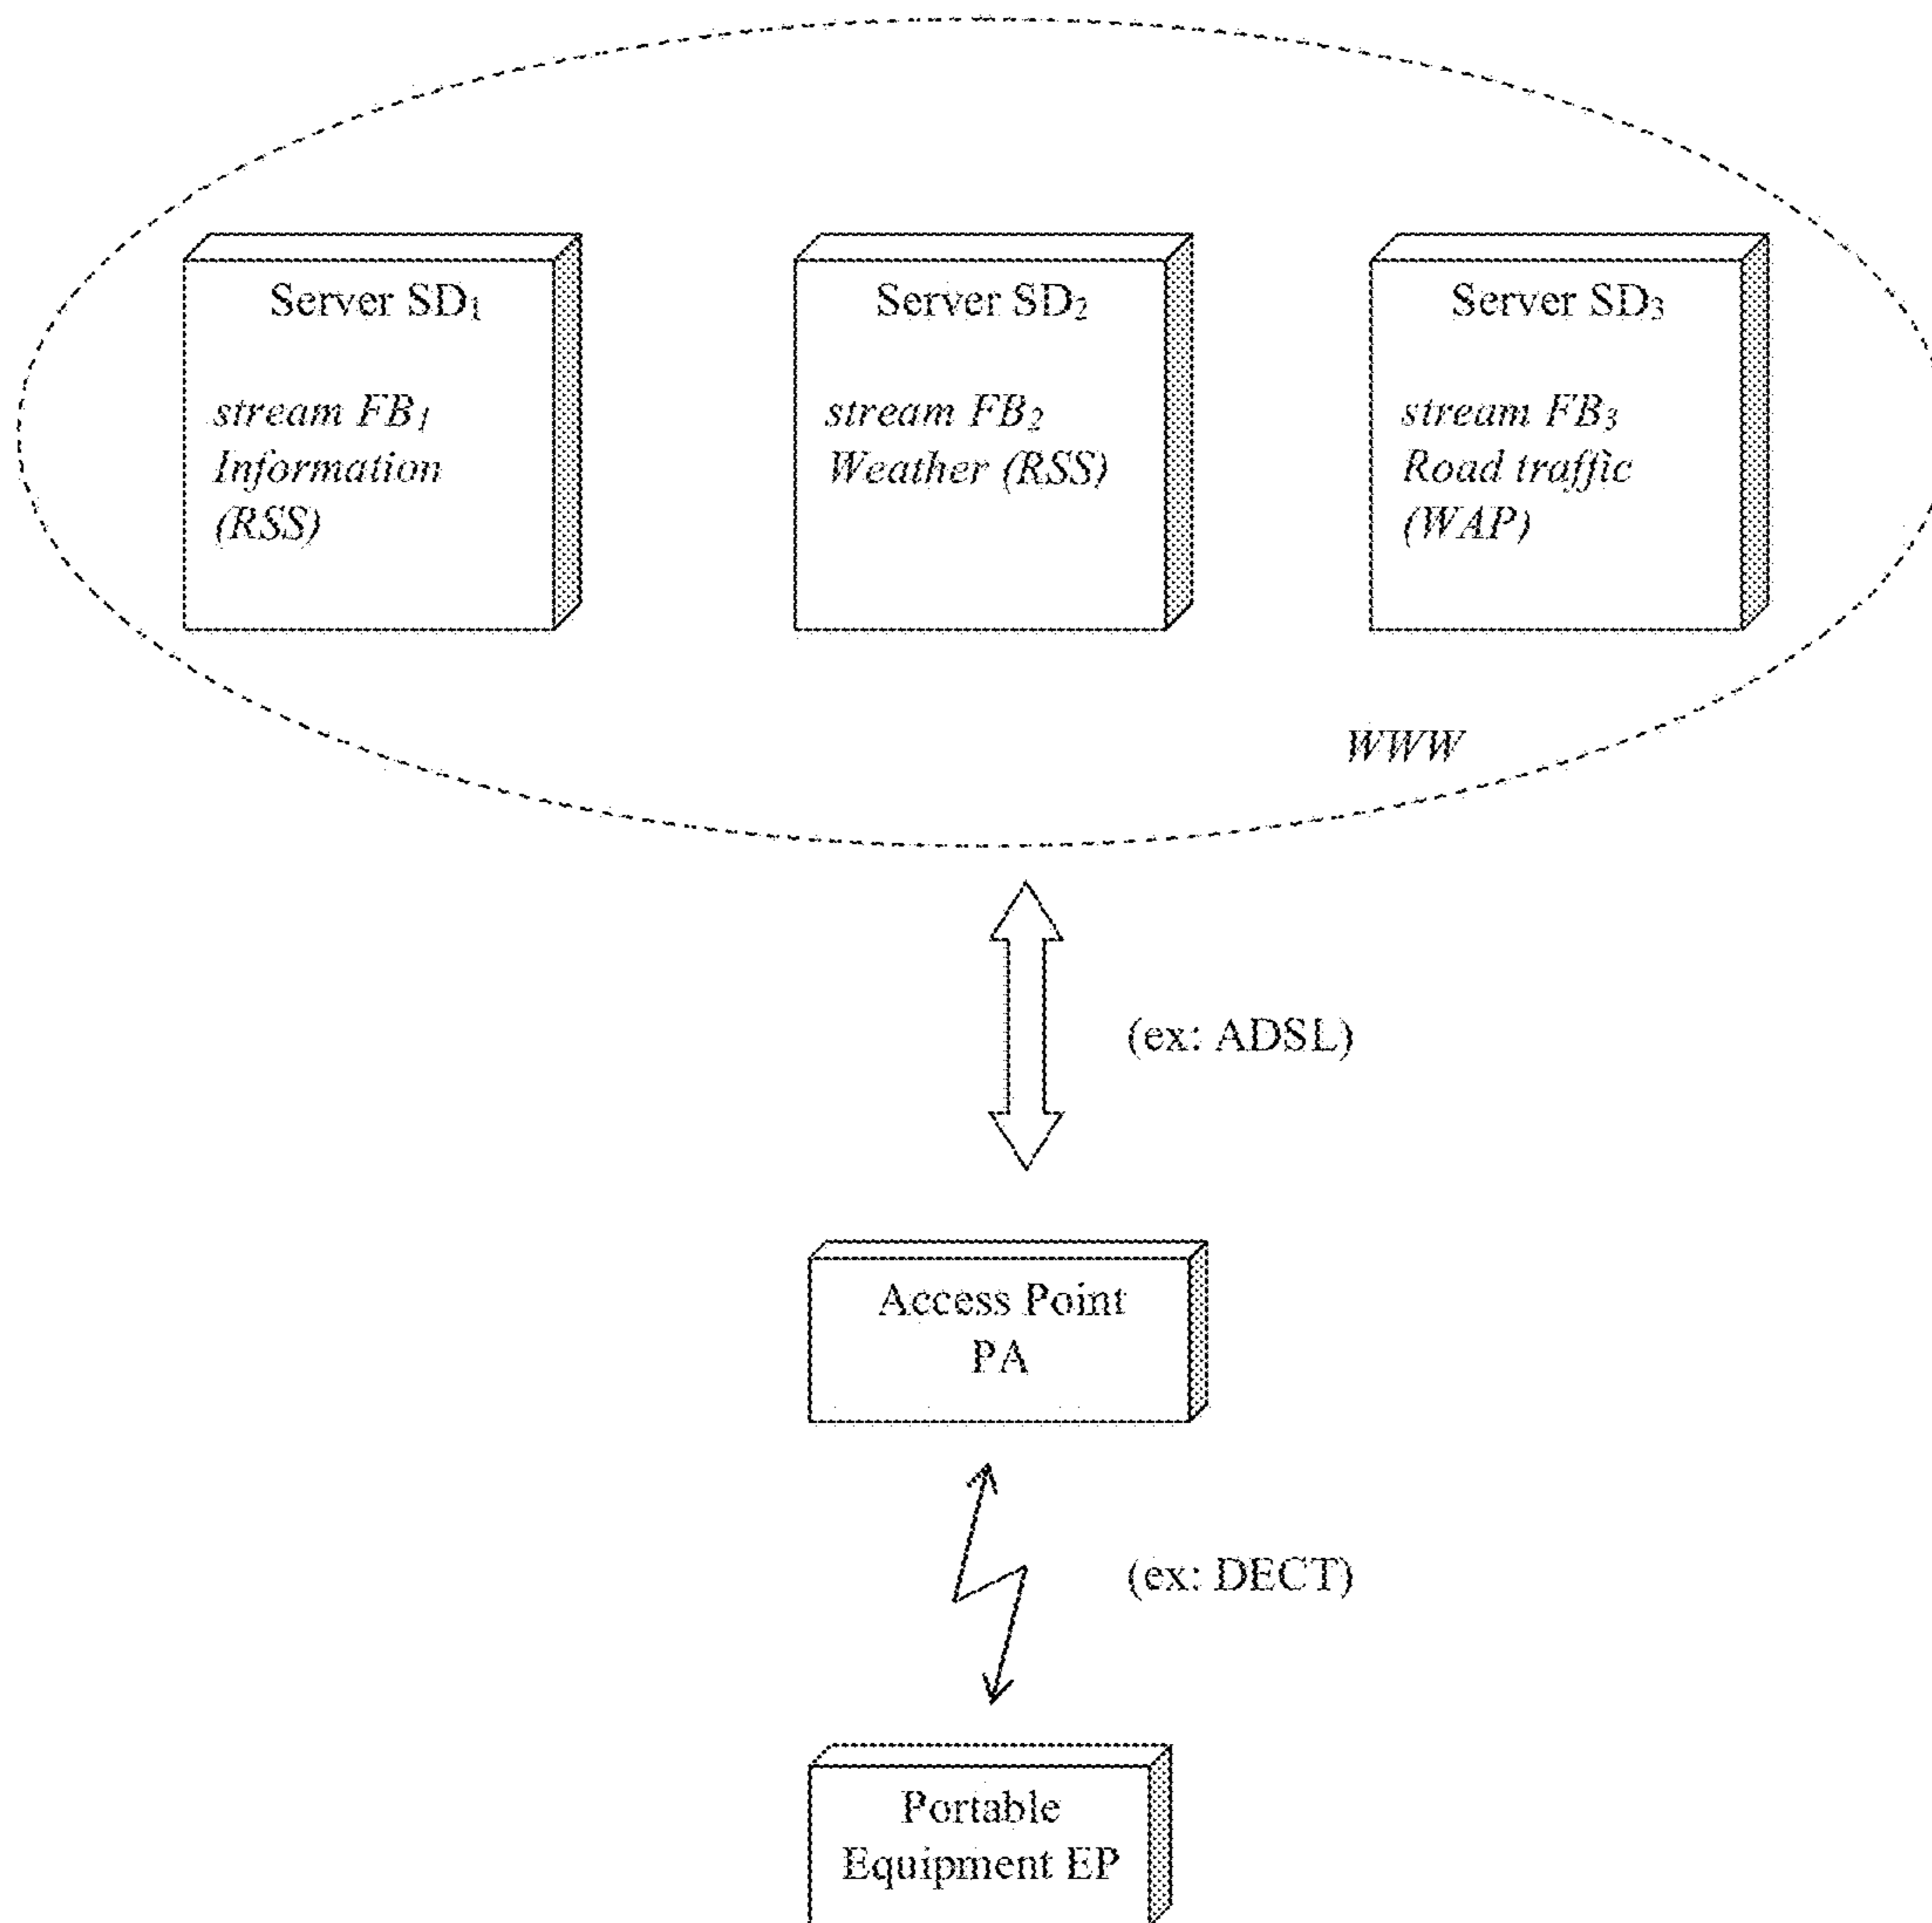 Server SD₁
stream FB₁
Information
(RSS)
Server SD₂
stream FB₂
Weather (RSS)
Server SD₃
stream FB₃
Road traffic
(WAP)
WWW
(ex: ADSL)
Access Point
PA
(ex: DECT)
Portable
Equipment EP